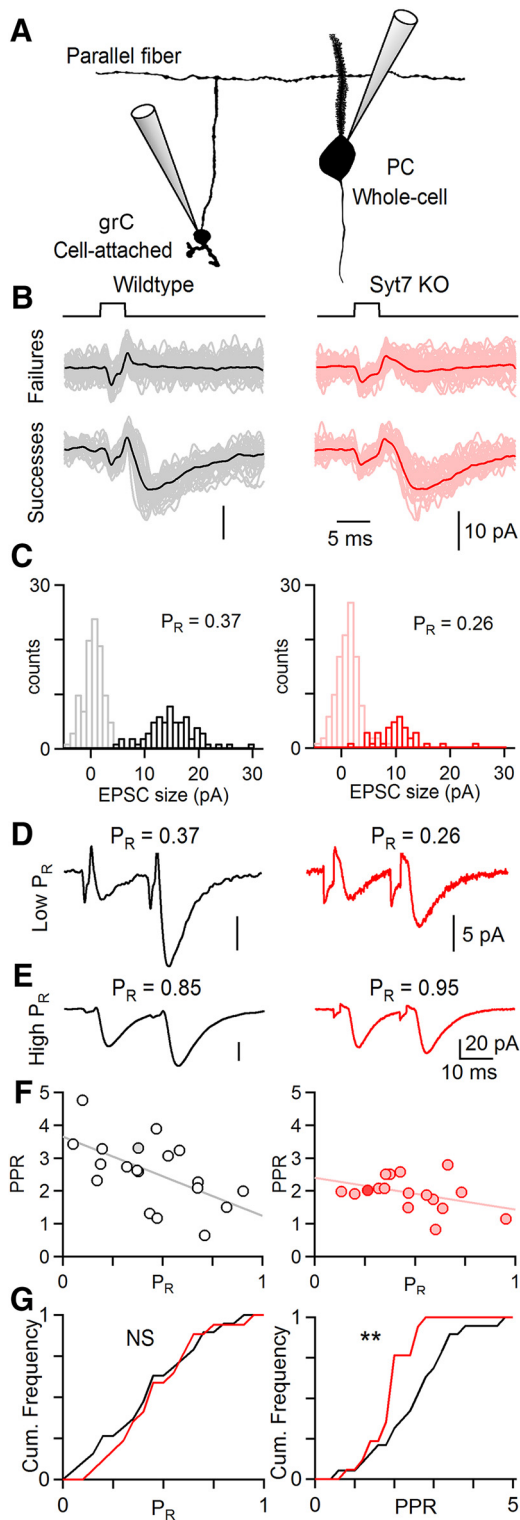 A
Parallel fiber
grC
Cell-attached
PC
Whole-cell
B
Wildtype
Syt7 KO
Failures
Successes
5 ms
10 pA
C
30
counts
0
PR = 0.37
0 10 20 30
EPSC size (pA)
30
counts
0
PR = 0.26
0 10 20 30
EPSC size (pA)
D
Low PR
PR = 0.37
PR = 0.26
5 pA
E
High PR
PR = 0.85
PR = 0.95
20 pA
10 ms
F
5
4
3
2
1
0
PPR
0 1
PR
5
4
3
2
1
0
PPR
0 1
PR
G
1
Cum. Frequency
0
NS
0 1
PR
1
Cum. Frequency
0
**
0 5
PPR